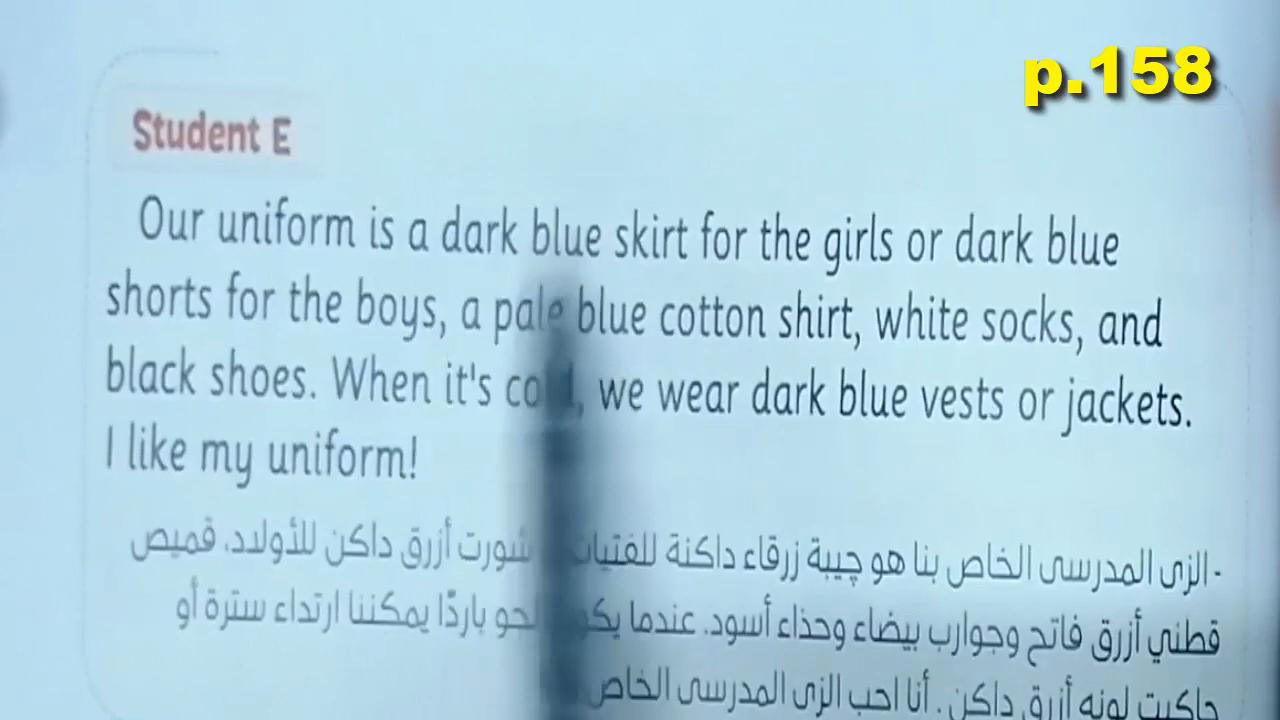 p.158
Student E
Our uniform is a dark blue skirt for the girls or dark blue
shorts for the boys, a pale blue cotton shirt, white socks, and
black shoes. When it's cold, we wear dark blue vests or jackets.
I like my uniform!
- الزى المدرسى الخاص بنا هو چيبة زرقاء داكنة للفتيات شورت أزرق داكن للأولاد، قميص
قطني أزرق فاتح وجوارب بيضاء وحذاء أسود. عندما باردًا يمكننا ارتداء سترة أو
جاكيت لونه أزرق داكن. أنا احب الزى المدرسى الخاص